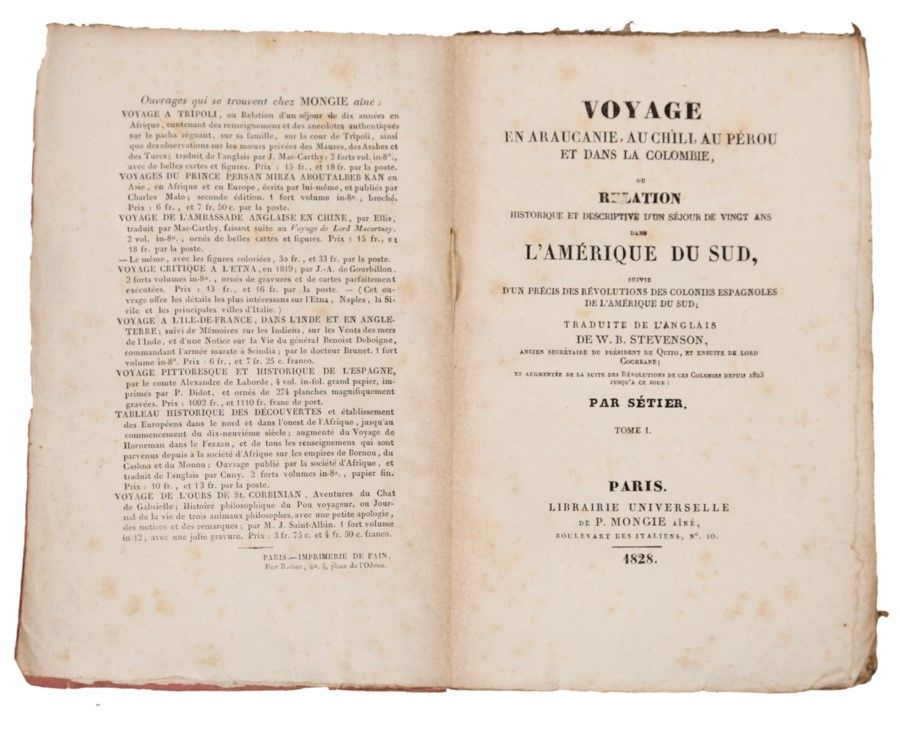 Ouvrages qui se trouvent chez MONGIE aîné :
VOYAGE A TRIPOLI, ou Relation d'un séjour de dix années en
Afrique, contenant des renseignemens et des anecdotes authentiques
sur le pacha régnant, sur sa famille, sur la cour de Tripoli, ainsi
que des observations sur les mœurs privées des Maures, des Arabes et
des Turcs; traduit de l'anglais par J. Mac-Carthy: 2 forts vol. in-8º.,
avec de belles cartes et figures. Prix : 15 fr., et 18 fr. par la poste.
VOYAGES DU PRINCE PERSAN MIRZA ABOUTALBEB KAN en
Asie, en Afrique et en Europe, écrits par lui-même, et publiés par
Charles Malo; seconde édition. 1 fort volume in-8º., broché.
Prix : 6 fr., et 7 fr. 50 c. par la poste.
VOYAGE DE L'AMBASSADE ANGLAISE EN CHINE, par Ellis,
traduit par Mac-Carthy, faisant suite au Voyage de Lord Macartney.
2 vol. in-8º., ornés de belles cartes et figures. Prix : 15 fr., et
18 fr. par la poste.
— Le même, avec les figures coloriées, 30 fr., et 33 fr. par la poste.
VOYAGE CRITIQUE A L'ETNA, en 1819; par J.-A. de Gourbillon.
2 forts volumes in-8º., ornés de gravures et de cartes parfaitement
exécutées. Prix : 13 fr., et 16 fr. par la poste. — (Cet ou-
vrage offre les détails les plus intéressans sur l'Etna, Naples, la Si-
cile et les principales villes d'Italie.)
VOYAGE A L'ILE-DE-FRANCE, DANS L'INDE ET EN ANGLE-
TERRE; suivi de Mémoires sur les Indiens, sur les Vents des mers
de l'Inde, et d'une Notice sur la Vie du général Benoist Deboigne,
commandant l'armée marate à Scindia; par le docteur Brunet. 1 fort
volume in-8º. Prix : 6 fr., et 7 fr. 25 c. franco.
VOYAGE PITTORESQUE ET HISTORIQUE DE L'ESPAGNE,
par le comte Alexandre de Laborde, 4 vol. in-fol. grand papier, im-
primés par P. Didot, et ornés de 274 planches magnifiquement
gravées. Prix : 1092 fr., et 1110 fr. franc de port.
TABLEAU HISTORIQUE DES DÉCOUVERTES et établissement
des Européens dans le nord et dans l'ouest de l'Afrique, jusqu'au
commencement du dix-neuvième siècle; augmenté du Voyage de
Horneman dans le Fezzan, et de tous les renseignemens qui sont
parvenus depuis à la société d'Afrique sur les empires de Bornou, du
Cashna et du Monou; Ouvrage publié par la société d'Afrique, et
traduit de l'anglais par Cuny. 2 forts volumes in-8º., papier fin.
Prix : 10 fr., et 13 fr. par la poste.
VOYAGE DE L'OURS DE St. CORBINIAN, Aventures du Chat
de Gabrielle; Histoire philosophique du Pou voyageur, ou Jour-
nal de la vie de trois animaux philosophes, avec une petite apologie,
des notices et des remarques; par M. J. Saint-Albin. 1 fort volume
in-12, avec une jolie gravure. Prix : 3 fr. 75 c. et 4 fr. 50 c. franco.
PARIS.—IMPRIMERIE DE FAIN,
Rue Racine, nº. 4, place de l'Odéon.
VOYAGE
EN ARAUCANIE, AU CHILI, AU PÉROU
ET DANS LA COLOMBIE,
OU
RELATION
HISTORIQUE ET DESCRIPTIVE D'UN SÉJOUR DE VINGT ANS
DANS
L'AMÉRIQUE DU SUD,
SUIVIE
D'UN PRÉCIS DES RÉVOLUTIONS DES COLONIES ESPAGNOLES
DE L'AMÉRIQUE DU SUD;
TRADUITE DE L'ANGLAIS
DE W. B. STEVENSON,
ANCIEN SECRÉTAIRE DU PRÉSIDENT DE QUITO, ET ENSUITE DE LORD
COCHRANE;
ET AUGMENTÉE DE LA SUITE DES RÉVOLUTIONS DE CES COLONIES DEPUIS 1823
JUSQU'A CE JOUR :
PAR SÉTIER.
TOME I.
PARIS.
LIBRAIRIE UNIVERSELLE
DE P. MONGIE AÎNÉ,
BOULEVART DES ITALIENS, Nº. 10.
1828.